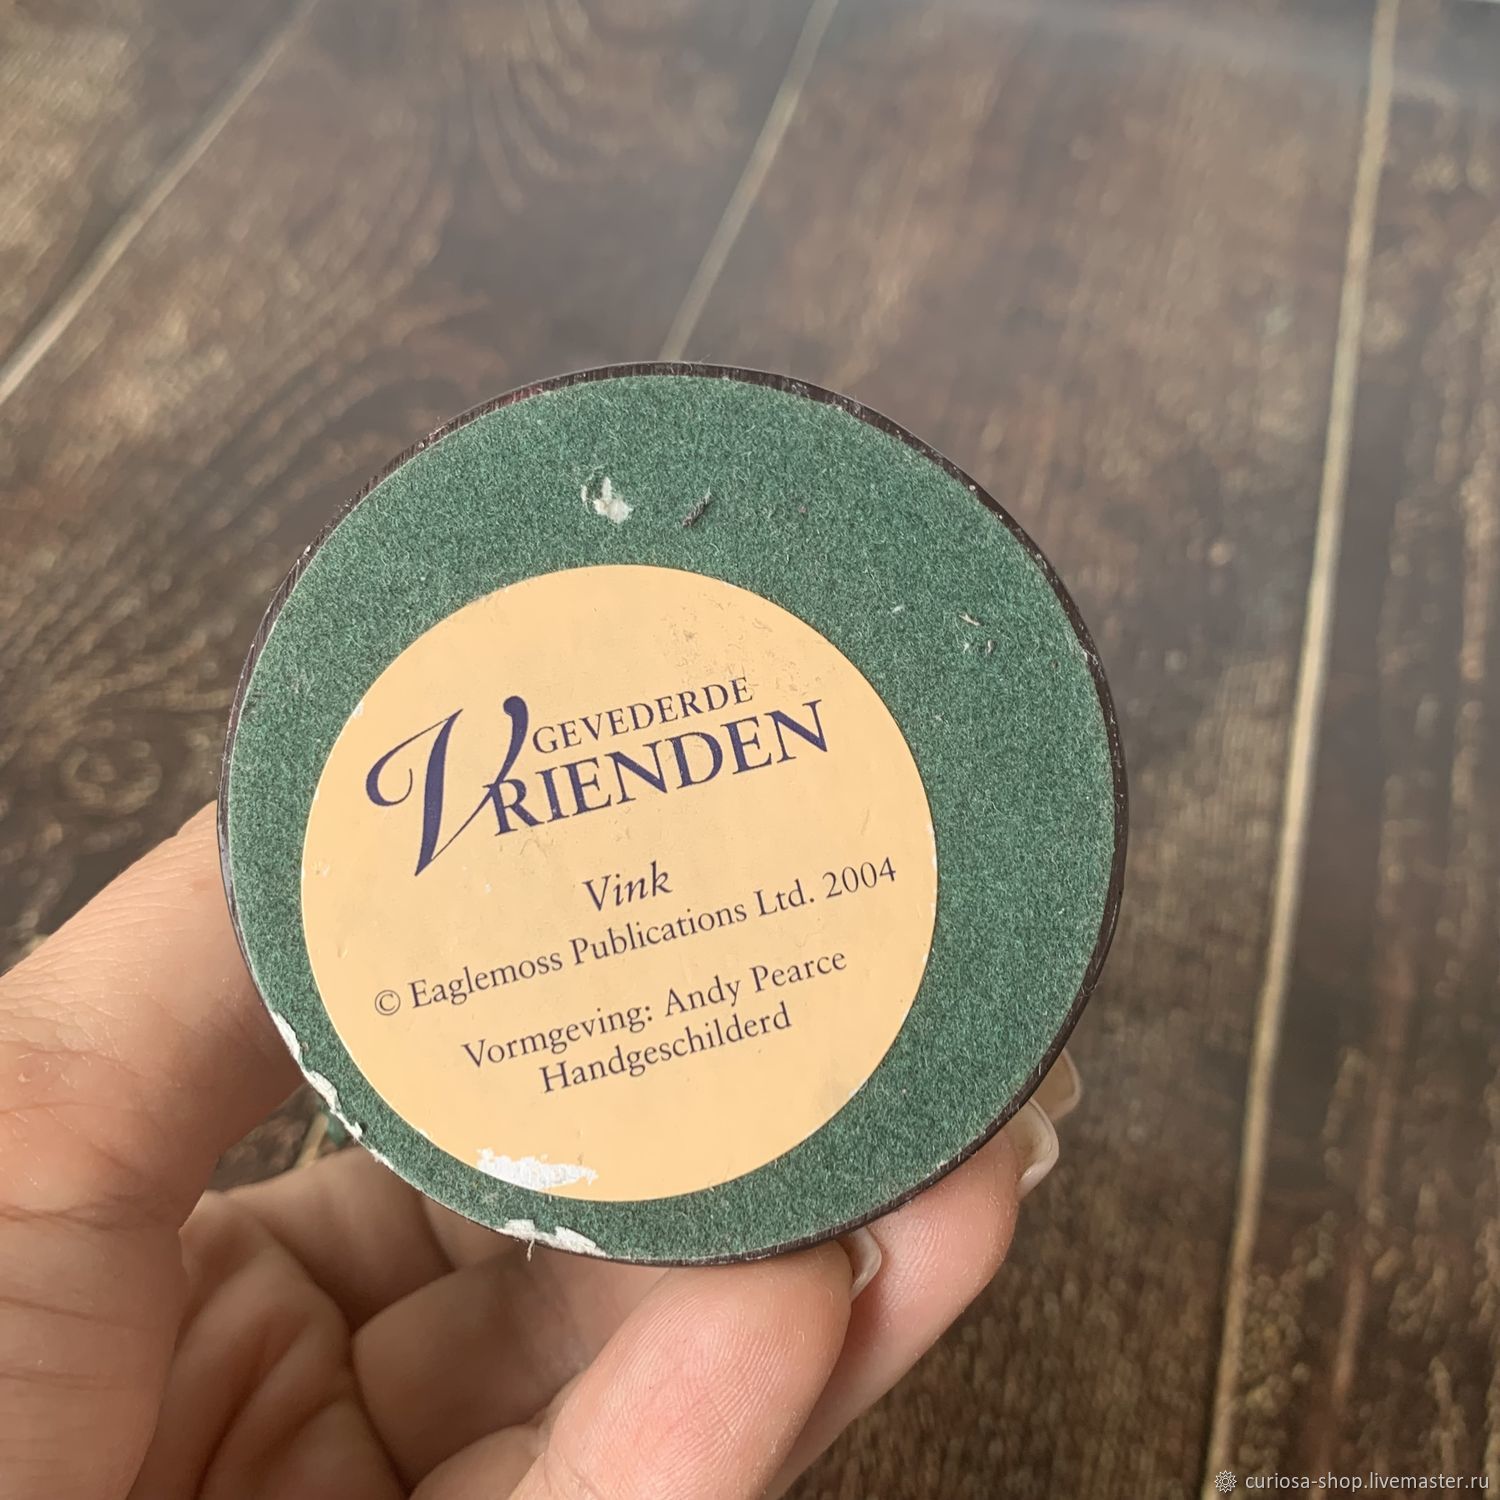 GEVEDERDE
VRIENDEN
Vink
© Eaglemoss Publications Ltd. 2004
Vormgeving: Andy Pearce
Handgeschilderd
curiosa-shop.livemaster.ru